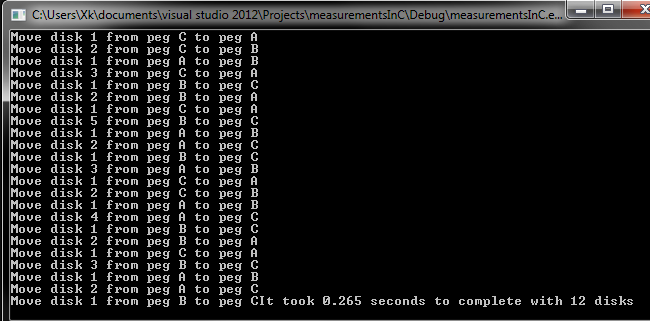 C:\Users\Xk\documents\visual studio 2012\Projects\measurementsInC\Debug\measurementsInC.e...
Move disk 1 from peg C to peg A
Move disk 2 from peg C to peg B
Move disk 1 from peg A to peg B
Move disk 3 from peg C to peg A
Move disk 1 from peg B to peg C
Move disk 2 from peg B to peg A
Move disk 1 from peg C to peg A
Move disk 5 from peg B to peg C
Move disk 1 from peg A to peg B
Move disk 2 from peg A to peg C
Move disk 1 from peg B to peg C
Move disk 3 from peg A to peg B
Move disk 1 from peg C to peg A
Move disk 2 from peg C to peg B
Move disk 1 from peg A to peg B
Move disk 4 from peg A to peg C
Move disk 1 from peg B to peg C
Move disk 2 from peg B to peg A
Move disk 1 from peg C to peg A
Move disk 3 from peg B to peg C
Move disk 1 from peg A to peg B
Move disk 2 from peg A to peg C
Move disk 1 from peg B to peg CIt took 0.265 seconds to complete with 12 disks